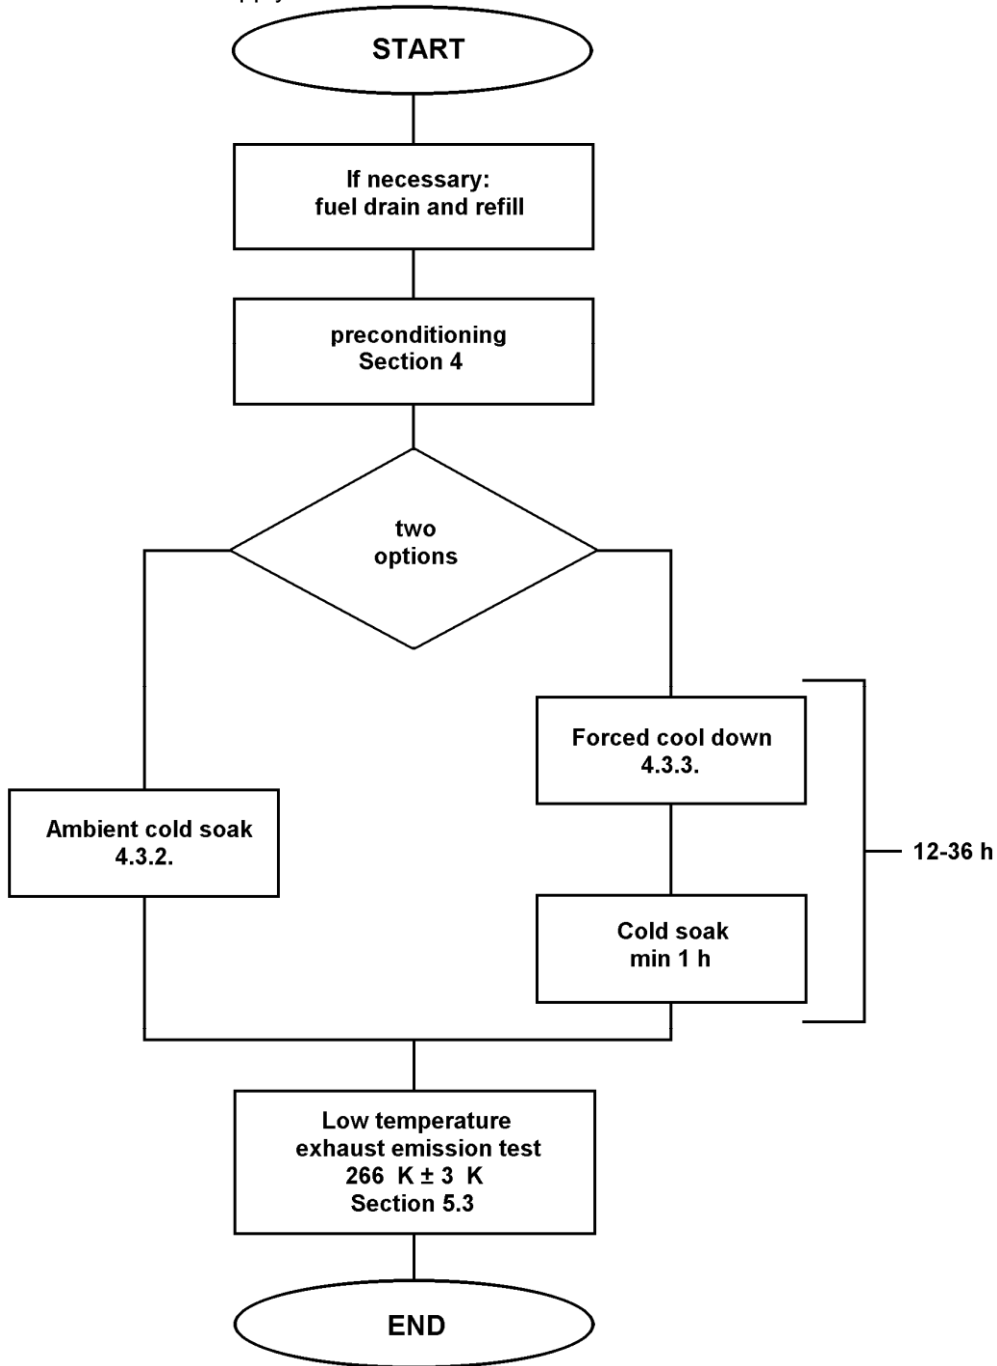 START
If necessary:
fuel drain and refill
preconditioning
Section 4
two
options
Forced cool down
4.3.3.
Ambient cold soak
4.3.2.
12-36 h
Cold soak
min 1 h
Low temperature
exhaust emission test
266 K ± 3 K
Section 5.3
END